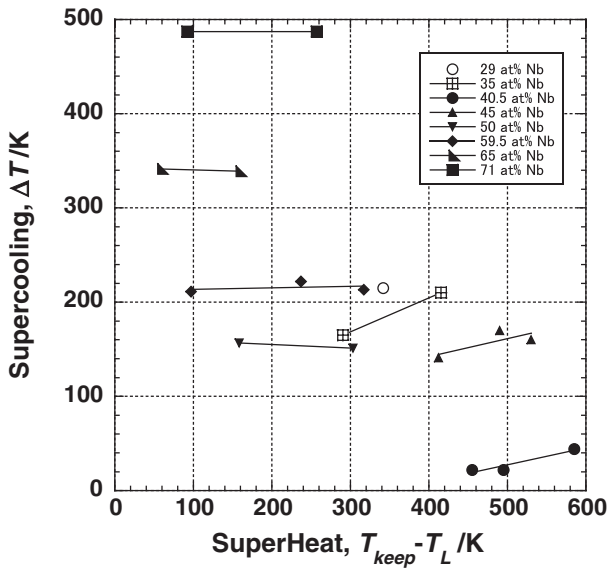 500
400
300
200
100
0
Supercooling, ΔT /K
29 at% Nb
35 at% Nb
40.5 at% Nb
45 at% Nb
50 at% Nb
59.5 at% Nb
65 at% Nb
71 at% Nb
0 100 200 300 400 500 600
SuperHeat, Tkeep-TL /K